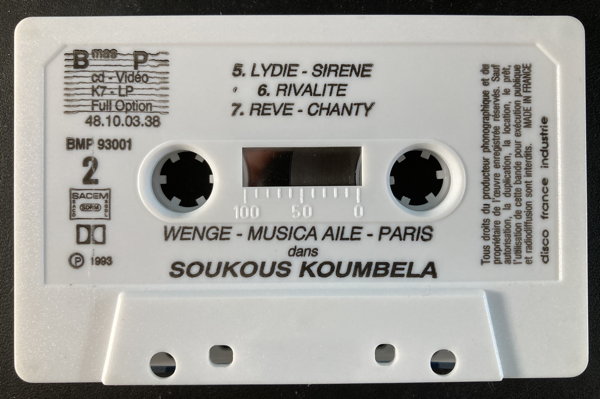 Bmas P
cd - Vidéo
K7 - LP
Full Option
48.10.03.38
BMP 93001
2
SACEM
P 1993
5. LYDIE - SIRENE
6. RIVALITE
7. REVE - CHANTY
100 50 0
WENGE - MUSICA AILE - PARIS
dans
SOUKOUS KOUMBELA
Tous droits du producteur phonographique et du
propriétaire de l'œuvre enregistrée réservés. Sauf
autorisation, la duplication, la location, le prêt,
l'utilisation de cette bande pour exécution publique
et radiodiffusion sont interdits. MADE IN FRANCE
disco france industrie